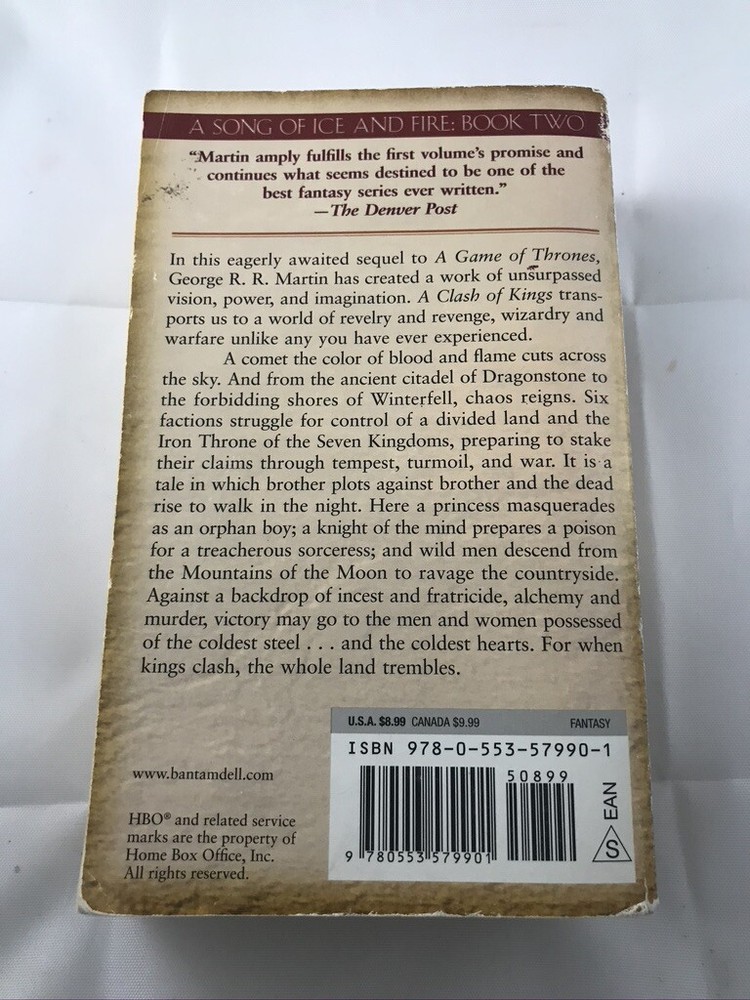 A SONG OF ICE AND FIRE: BOOK TWO
“Martin amply fulfills the first volume’s promise and
continues what seems destined to be one of the
best fantasy series ever written.”
—The Denver Post
In this eagerly awaited sequel to A Game of Thrones,
George R. R. Martin has created a work of unsurpassed
vision, power, and imagination. A Clash of Kings trans-
ports us to a world of revelry and revenge, wizardry and
warfare unlike any you have ever experienced.
A comet the color of blood and flame cuts across
the sky. And from the ancient citadel of Dragonstone to
the forbidding shores of Winterfell, chaos reigns. Six
factions struggle for control of a divided land and the
Iron Throne of the Seven Kingdoms, preparing to stake
their claims through tempest, turmoil, and war. It is a
tale in which brother plots against brother and the dead
rise to walk in the night. Here a princess masquerades
as an orphan boy; a knight of the mind prepares a poison
for a treacherous sorceress; and wild men descend from
the Mountains of the Moon to ravage the countryside.
Against a backdrop of incest and fratricide, alchemy and
murder, victory may go to the men and women possessed
of the coldest steel . . . and the coldest hearts. For when
kings clash, the whole land trembles.
www.bantamdell.com
HBO® and related service
marks are the property of
Home Box Office, Inc.
All rights reserved.
U.S.A. $8.99 CANADA $9.99 FANTASY
ISBN 978-0-553-57990-1
50899
9 780553 579901
EAN
S